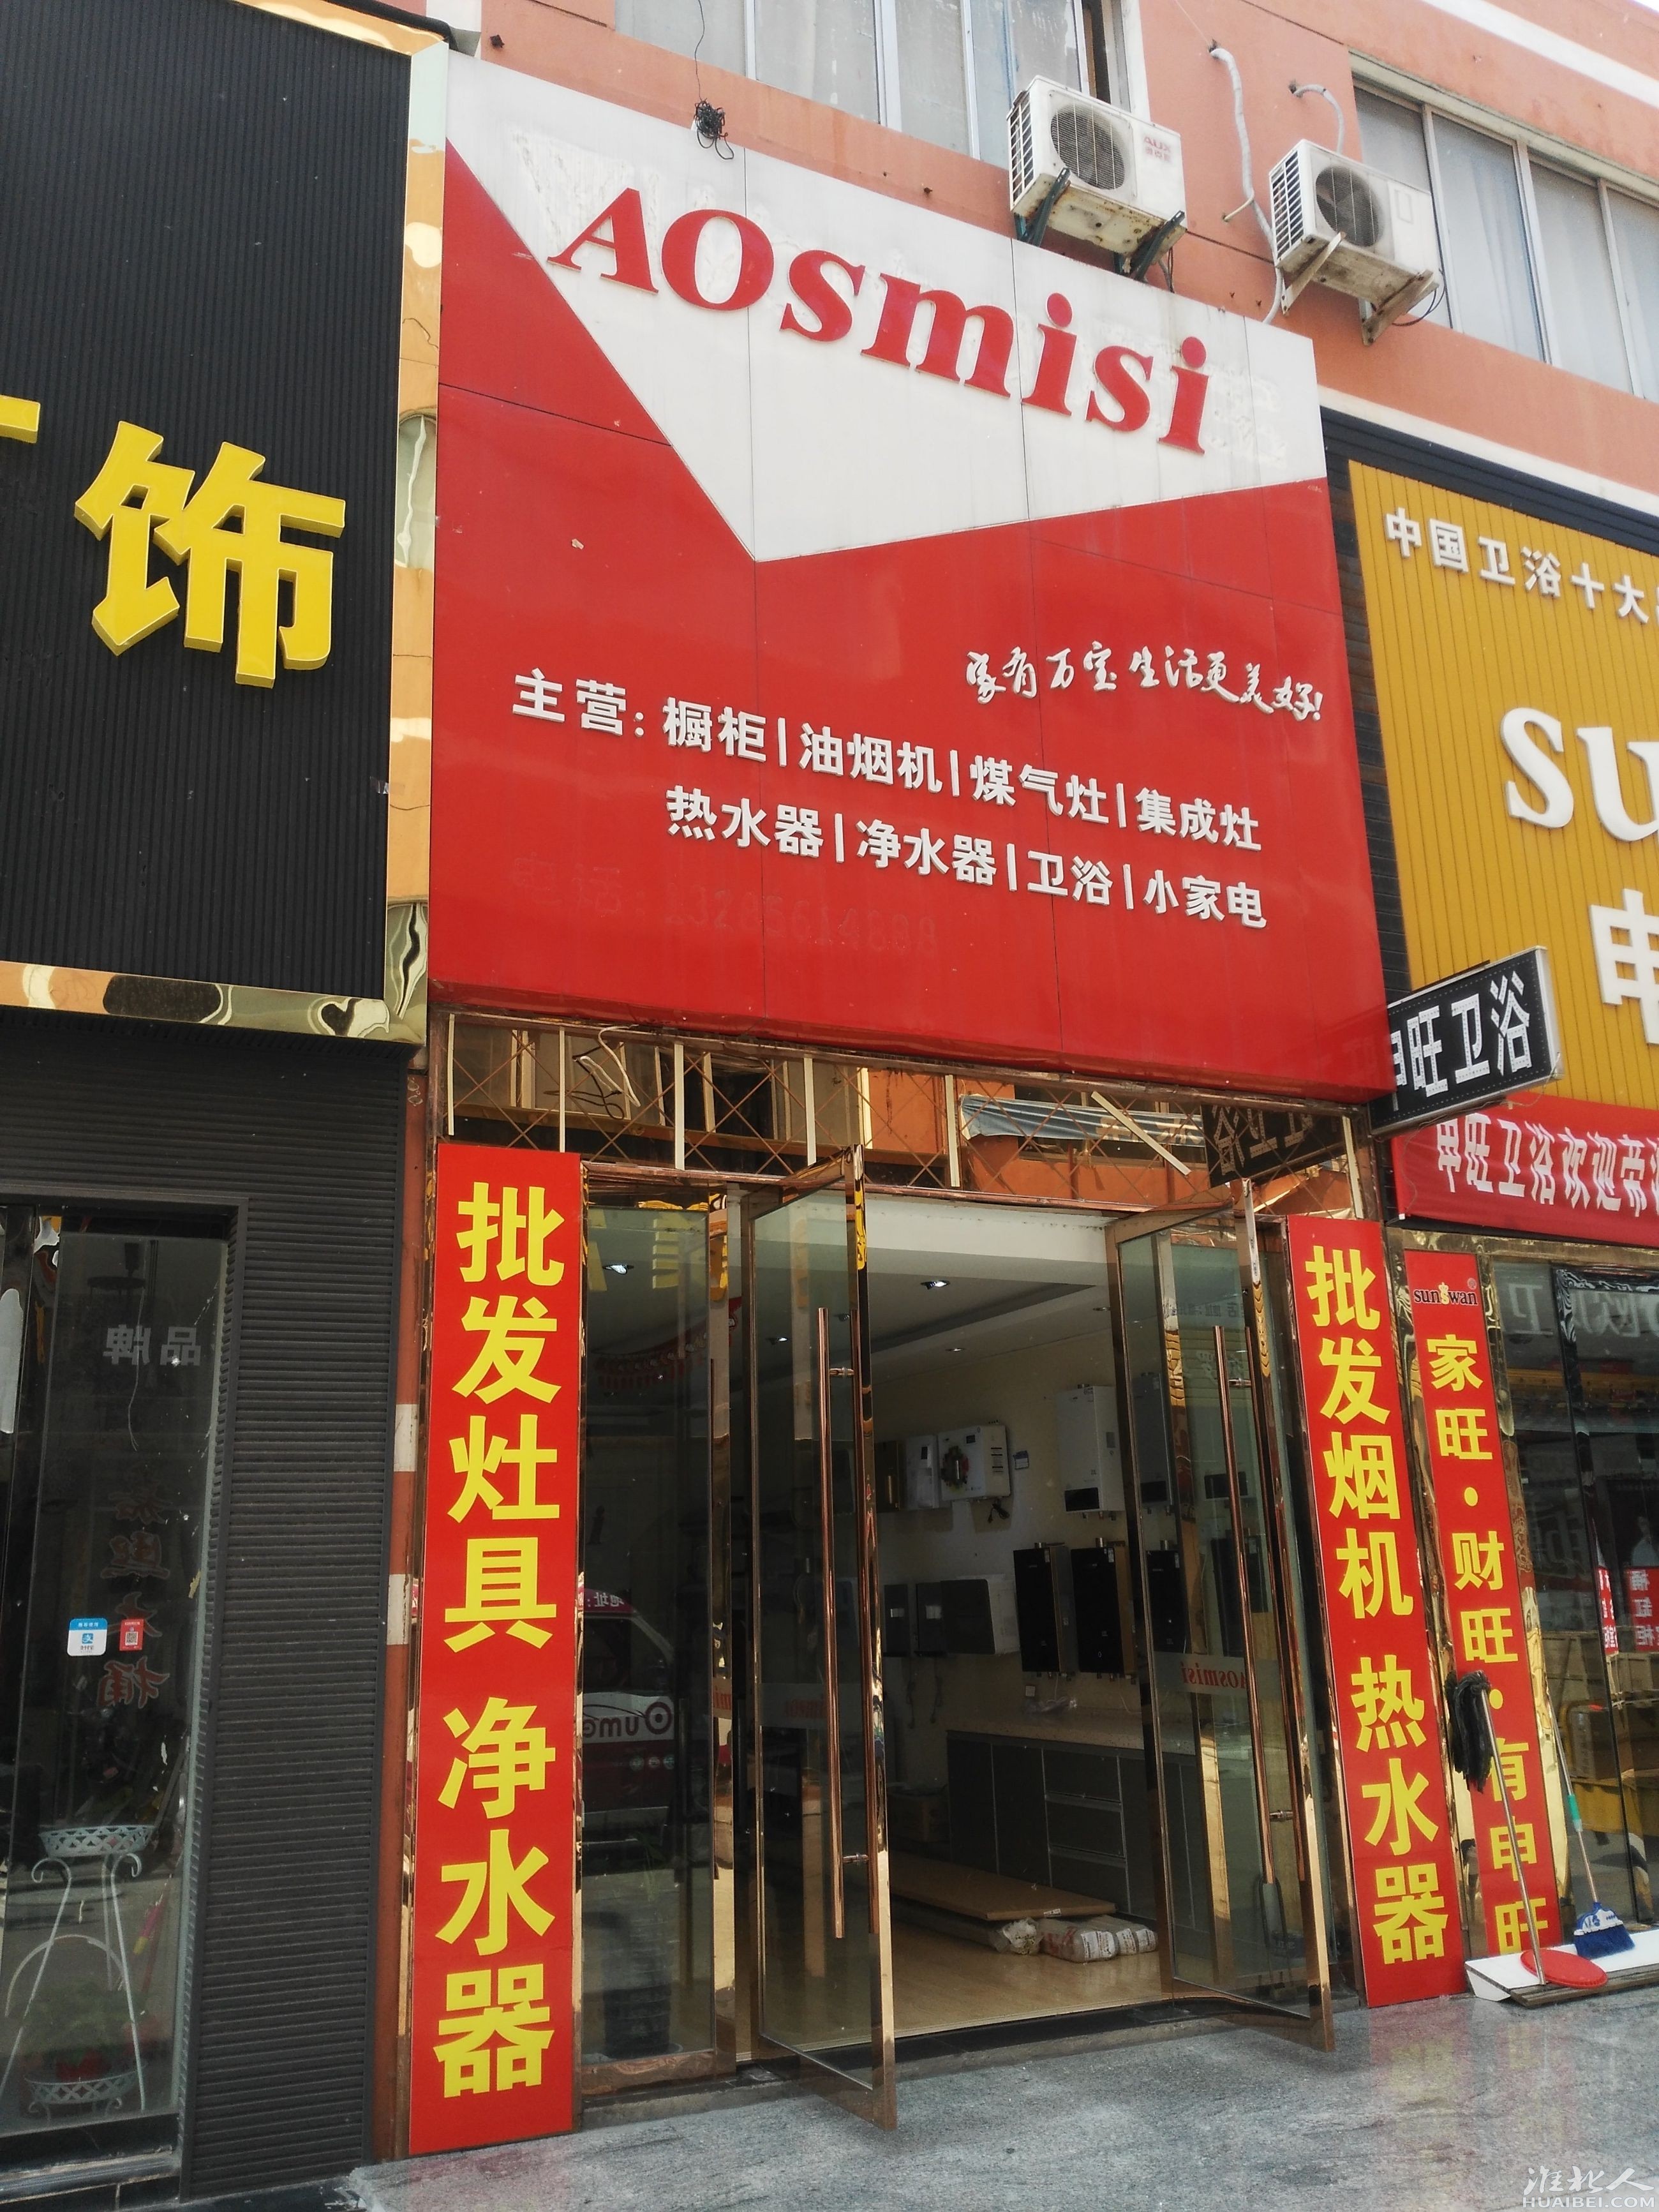 AOsmisi
家有万宝生活更美好!
主营:橱柜|油烟机|煤气灶|集成灶
热水器|净水器|卫浴|小家电
饰
AUX
中国卫浴十大
su
申旺卫浴
申旺卫浴欢迎
批发灶具 净水器
批发烟机 热水器
sunswan
家旺·财旺·有申旺
品牌
Aosmisi
淮北人
HUAIBEI.COM